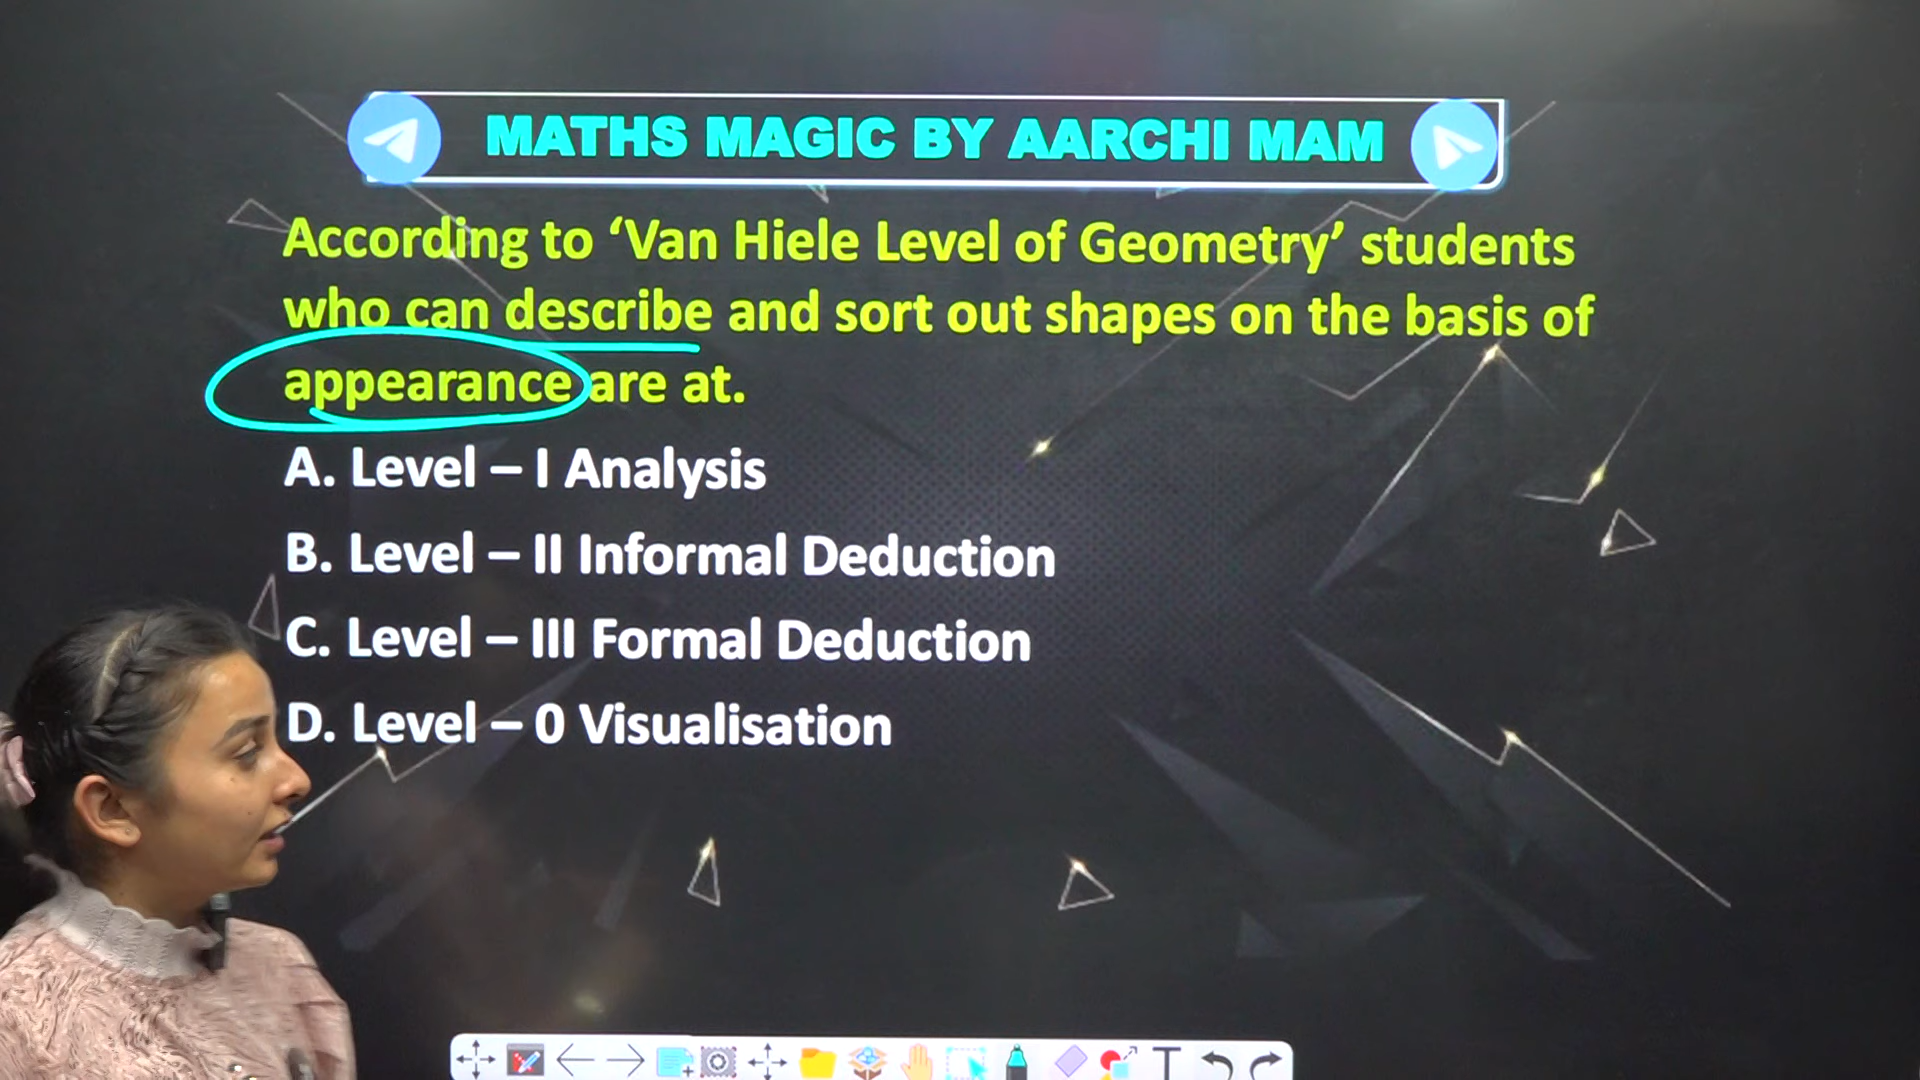 MATHS MAGIC BY AARCHI MAM
According to ‘Van Hiele Level of Geometry’ students
who can describe and sort out shapes on the basis of
appearance are at.
A. Level – I Analysis
B. Level – II Informal Deduction
C. Level – III Formal Deduction
D. Level – 0 Visualisation
T